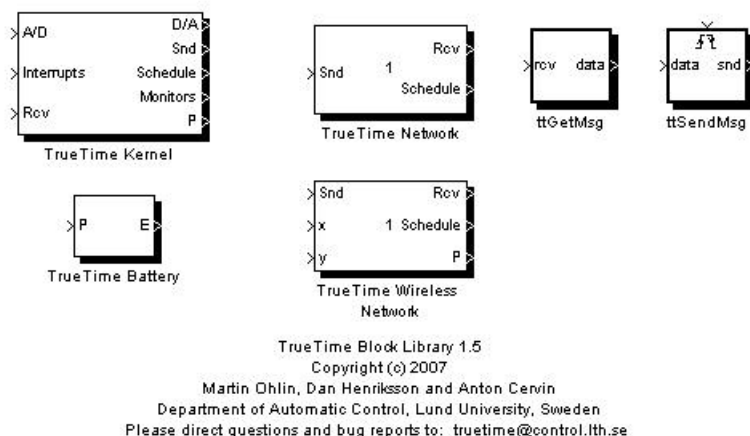 A/D
Interrupts
Rcv
D/A
Snd
Schedule
Monitors
P
TrueTime Kernel
Snd
1
Rcv
Schedule
TrueTime Network
rcv data
ttGetMsg
data snd
ttSendMsg
P E
TrueTime Battery
Snd
x
y
1
Rcv
Schedule
P
TrueTime Wireless
Network
TrueTime Block Library 1.5
Copyright (c) 2007
Martin Ohlin, Dan Henriksson and Anton Cervin
Department of Automatic Control, Lund University, Sweden
Please direct questions and bug reports to: truetime@control.lth.se